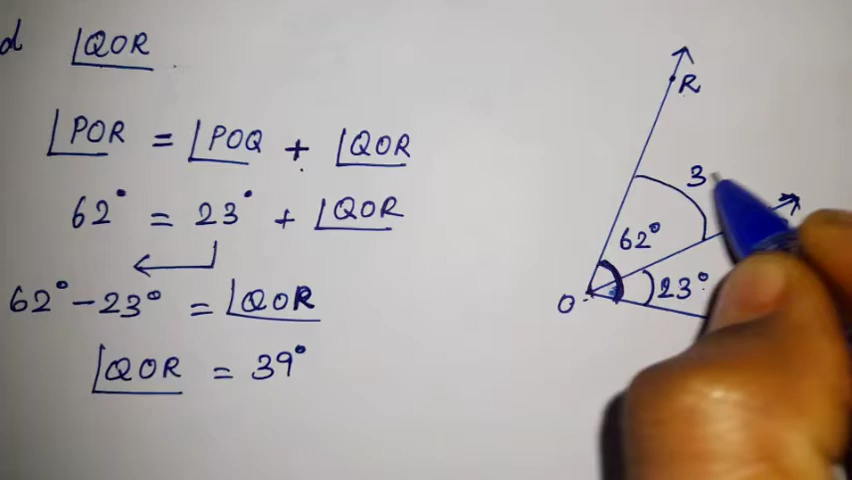 d ∠QOR
∠POR = ∠POQ + ∠QOR
62° = 23° + ∠QOR
62° - 23° = ∠QOR
∠QOR = 39°
R
3
62°
O
23°